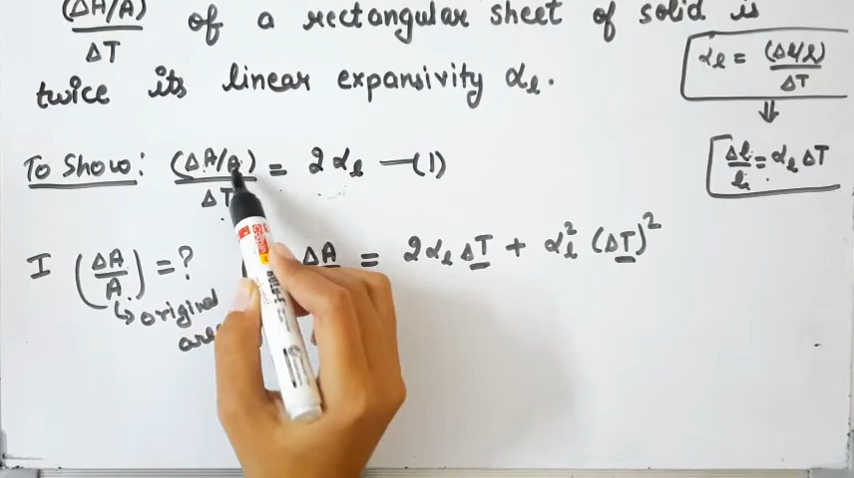 (ΔA/A)
ΔT
of a rectangular sheet of solid is
twice its linear expansivity αₗ.
αₗ = (Δl/l)
ΔT
⇓
Δl/l = αₗ ΔT
To Show: (ΔA/A) = 2αₗ —(1)
ΔT
I (ΔA/A) = ? ΔA = 2αₗ ΔT + αₗ² (ΔT)²
↳ original